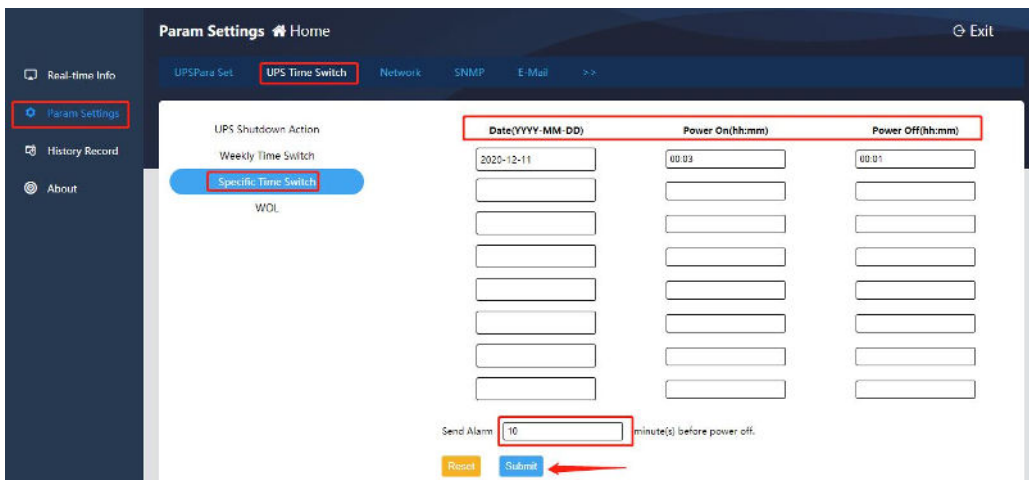 Param Settings Home
Exit
Real-time Info
Param Settings
History Record
About
UPSPara Set UPS Time Switch Network SNMP E-Mail >>
UPS Shutdown Action
Weekly Time Switch
Specific Time Switch
WOL
Date(YYYY-MM-DD) Power On(hh:mm) Power Off(hh:mm)
2020-12-11 00:03 00:01
Send Alarm 10 minute(s) before power off.
Reset Submit